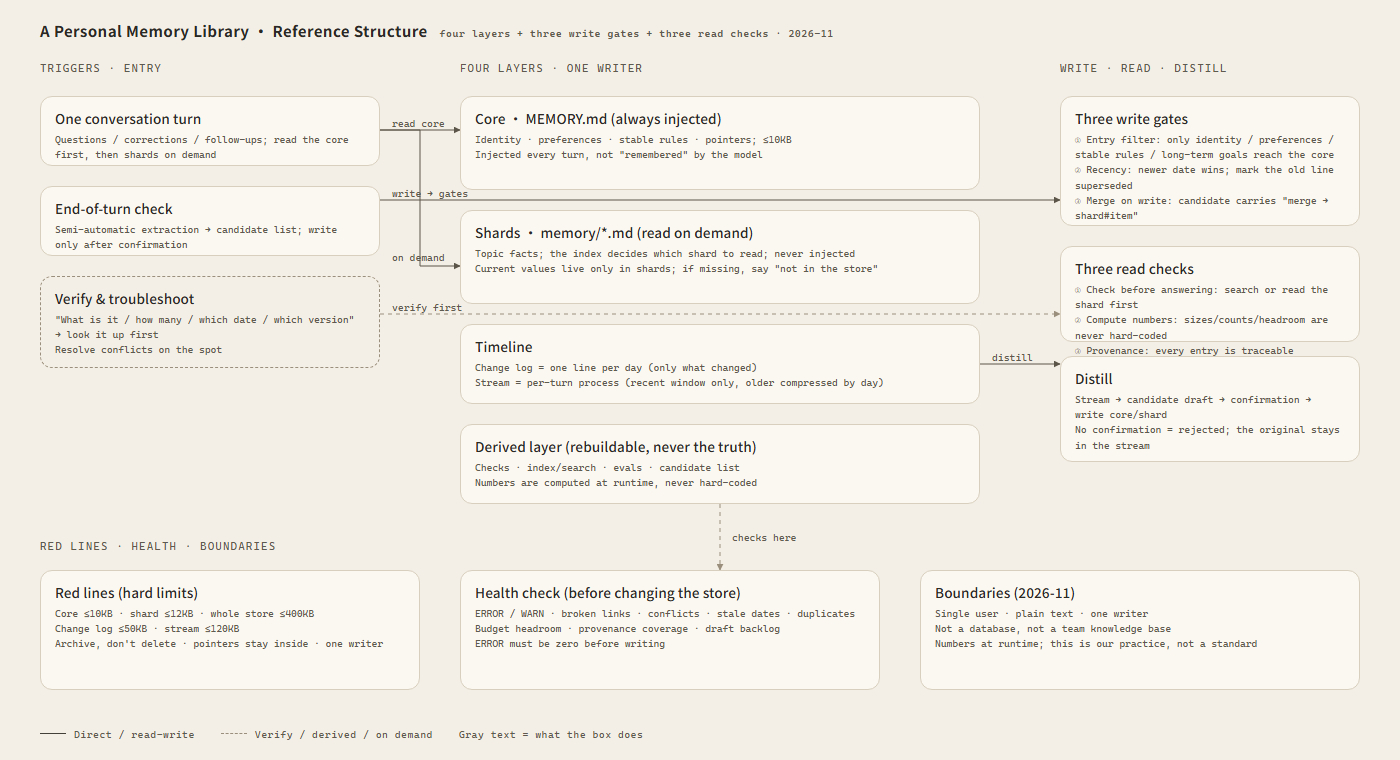 A Personal Memory Library · Reference Structure four layers + three write gates + three read checks · 2026-11
TRIGGERS · ENTRY
One conversation turn
Questions / corrections / follow-ups; read the core
first, then shards on demand
End-of-turn check
Semi-automatic extraction → candidate list; write
only after confirmation
Verify & troubleshoot
"What is it / how many / which date / which version"
→ look it up first
Resolve conflicts on the spot
read core
write → gates
on demand
verify first
FOUR LAYERS · ONE WRITER
Core · MEMORY.md (always injected)
Identity · preferences · stable rules · pointers; ≤10KB
Injected every turn, not "remembered" by the model
Shards · memory/*.md (read on demand)
Topic facts; the index decides which shard to read; never injected
Current values live only in shards; if missing, say "not in the store"
Timeline
Change log = one line per day (only what changed)
Stream = per-turn process (recent window only, older compressed by day)
Derived layer (rebuildable, never the truth)
Checks · index/search · evals · candidate list
Numbers are computed at runtime, never hard-coded
distill
checks here
WRITE · READ · DISTILL
Three write gates
① Entry filter: only identity / preferences /
stable rules / long-term goals reach the core
② Recency: newer date wins; mark the old line
superseded
③ Merge on write: candidate carries "merge →
shard#item"
Three read checks
① Check before answering: search or read the
shard first
② Compute numbers: sizes/counts/headroom are
never hard-coded
③ Provenance: every entry is traceable
Distill
Stream → candidate draft → confirmation →
write core/shard
No confirmation = rejected; the original stays
in the stream
RED LINES · HEALTH · BOUNDARIES
Red lines (hard limits)
Core ≤10KB · shard ≤12KB · whole store ≤400KB
Change log ≤50KB · stream ≤120KB
Archive, don't delete · pointers stay inside · one writer
Health check (before changing the store)
ERROR / WARN · broken links · conflicts · stale dates · duplicates
Budget headroom · provenance coverage · draft backlog
ERROR must be zero before writing
Boundaries (2026-11)
Single user · plain text · one writer
Not a database, not a team knowledge base
Numbers at runtime; this is our practice, not a standard
Direct / read-write
Verify / derived / on demand
Gray text = what the box does